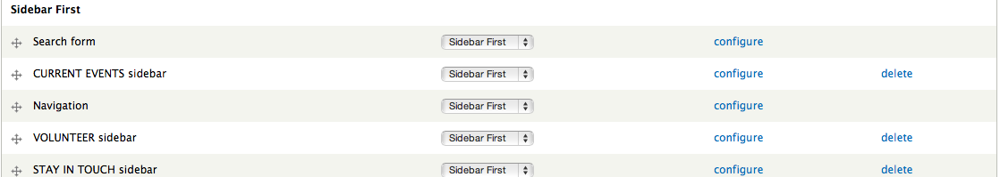 Sidebar First
Search form Sidebar First configure
CURRENT EVENTS sidebar Sidebar First configure delete
Navigation Sidebar First configure
VOLUNTEER sidebar Sidebar First configure delete
STAY IN TOUCH sidebar Sidebar First configure delete